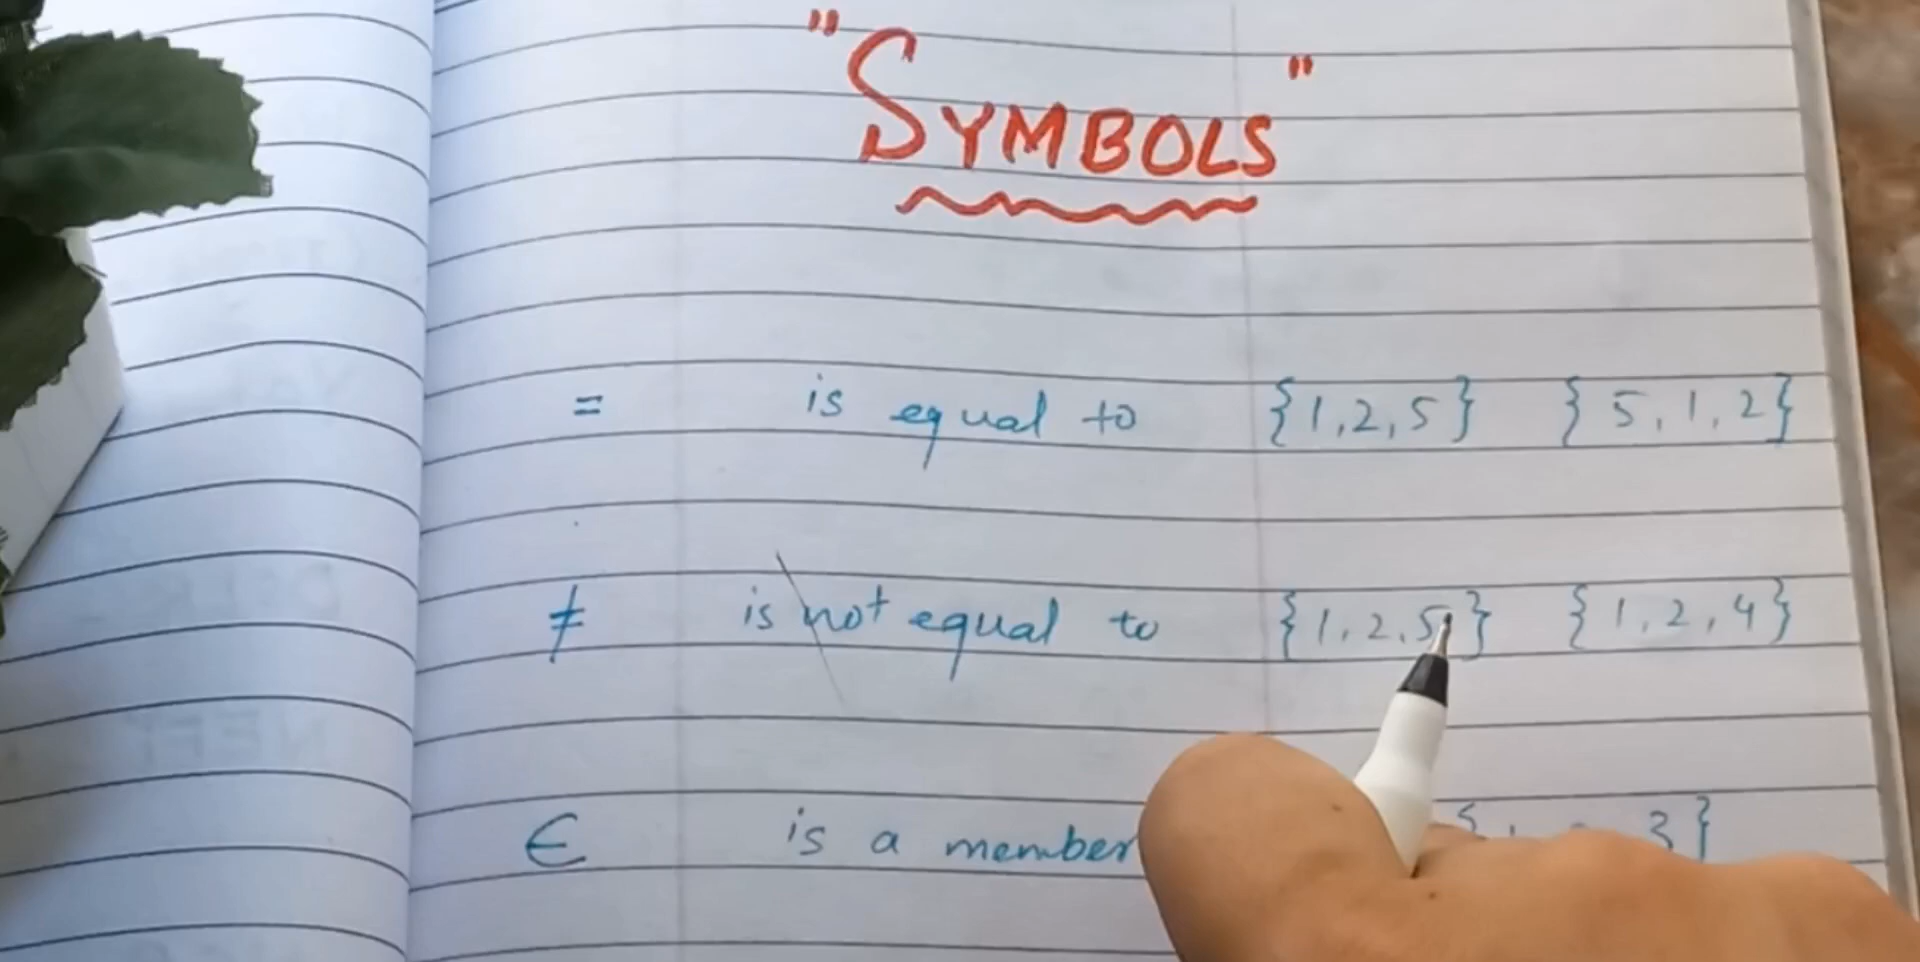 "SYMBOLS"
= is equal to {1,2,5} {5,1,2}
≠ is not equal to {1,2,5} {1,2,4}
∈ is a member 3}